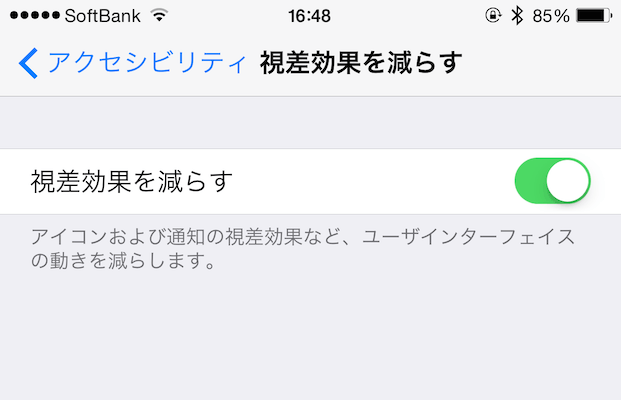 SoftBank 16:48 85%
アクセシビリティ 視差効果を減らす
視差効果を減らす
アイコンおよび通知の視差効果など、ユーザインターフェイス
の動きを減らします。